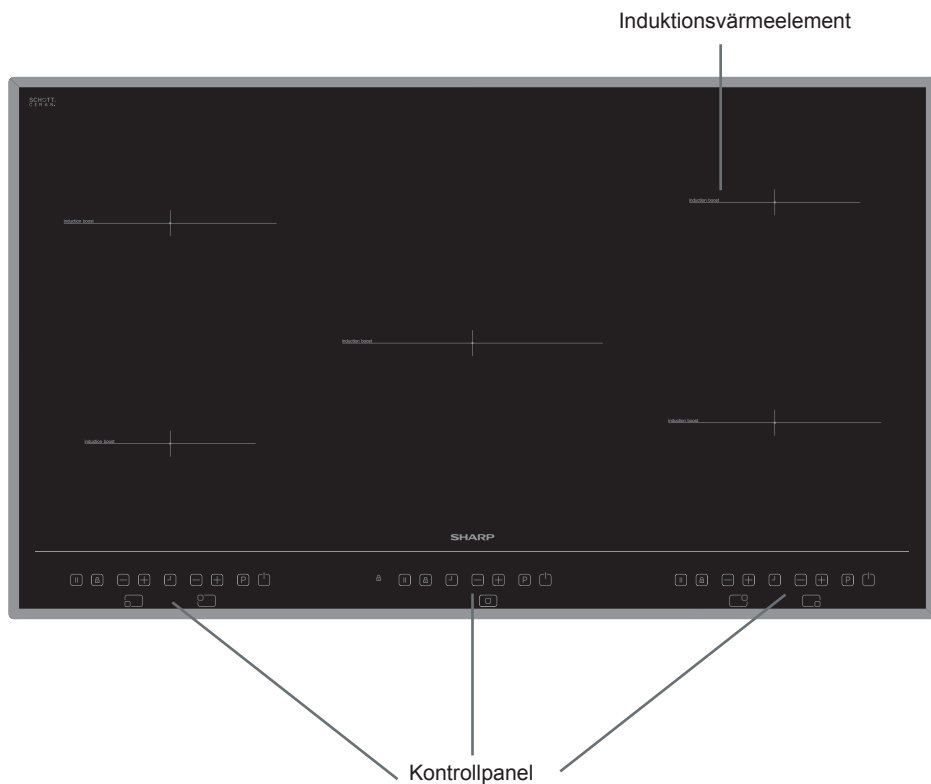 Induktionsvärmeelement
SCHOTT
CERAN
Induction boost
Induction boost
Induction boost
Induction boost
Induction boost
SHARP
P P P
Kontrollpanel